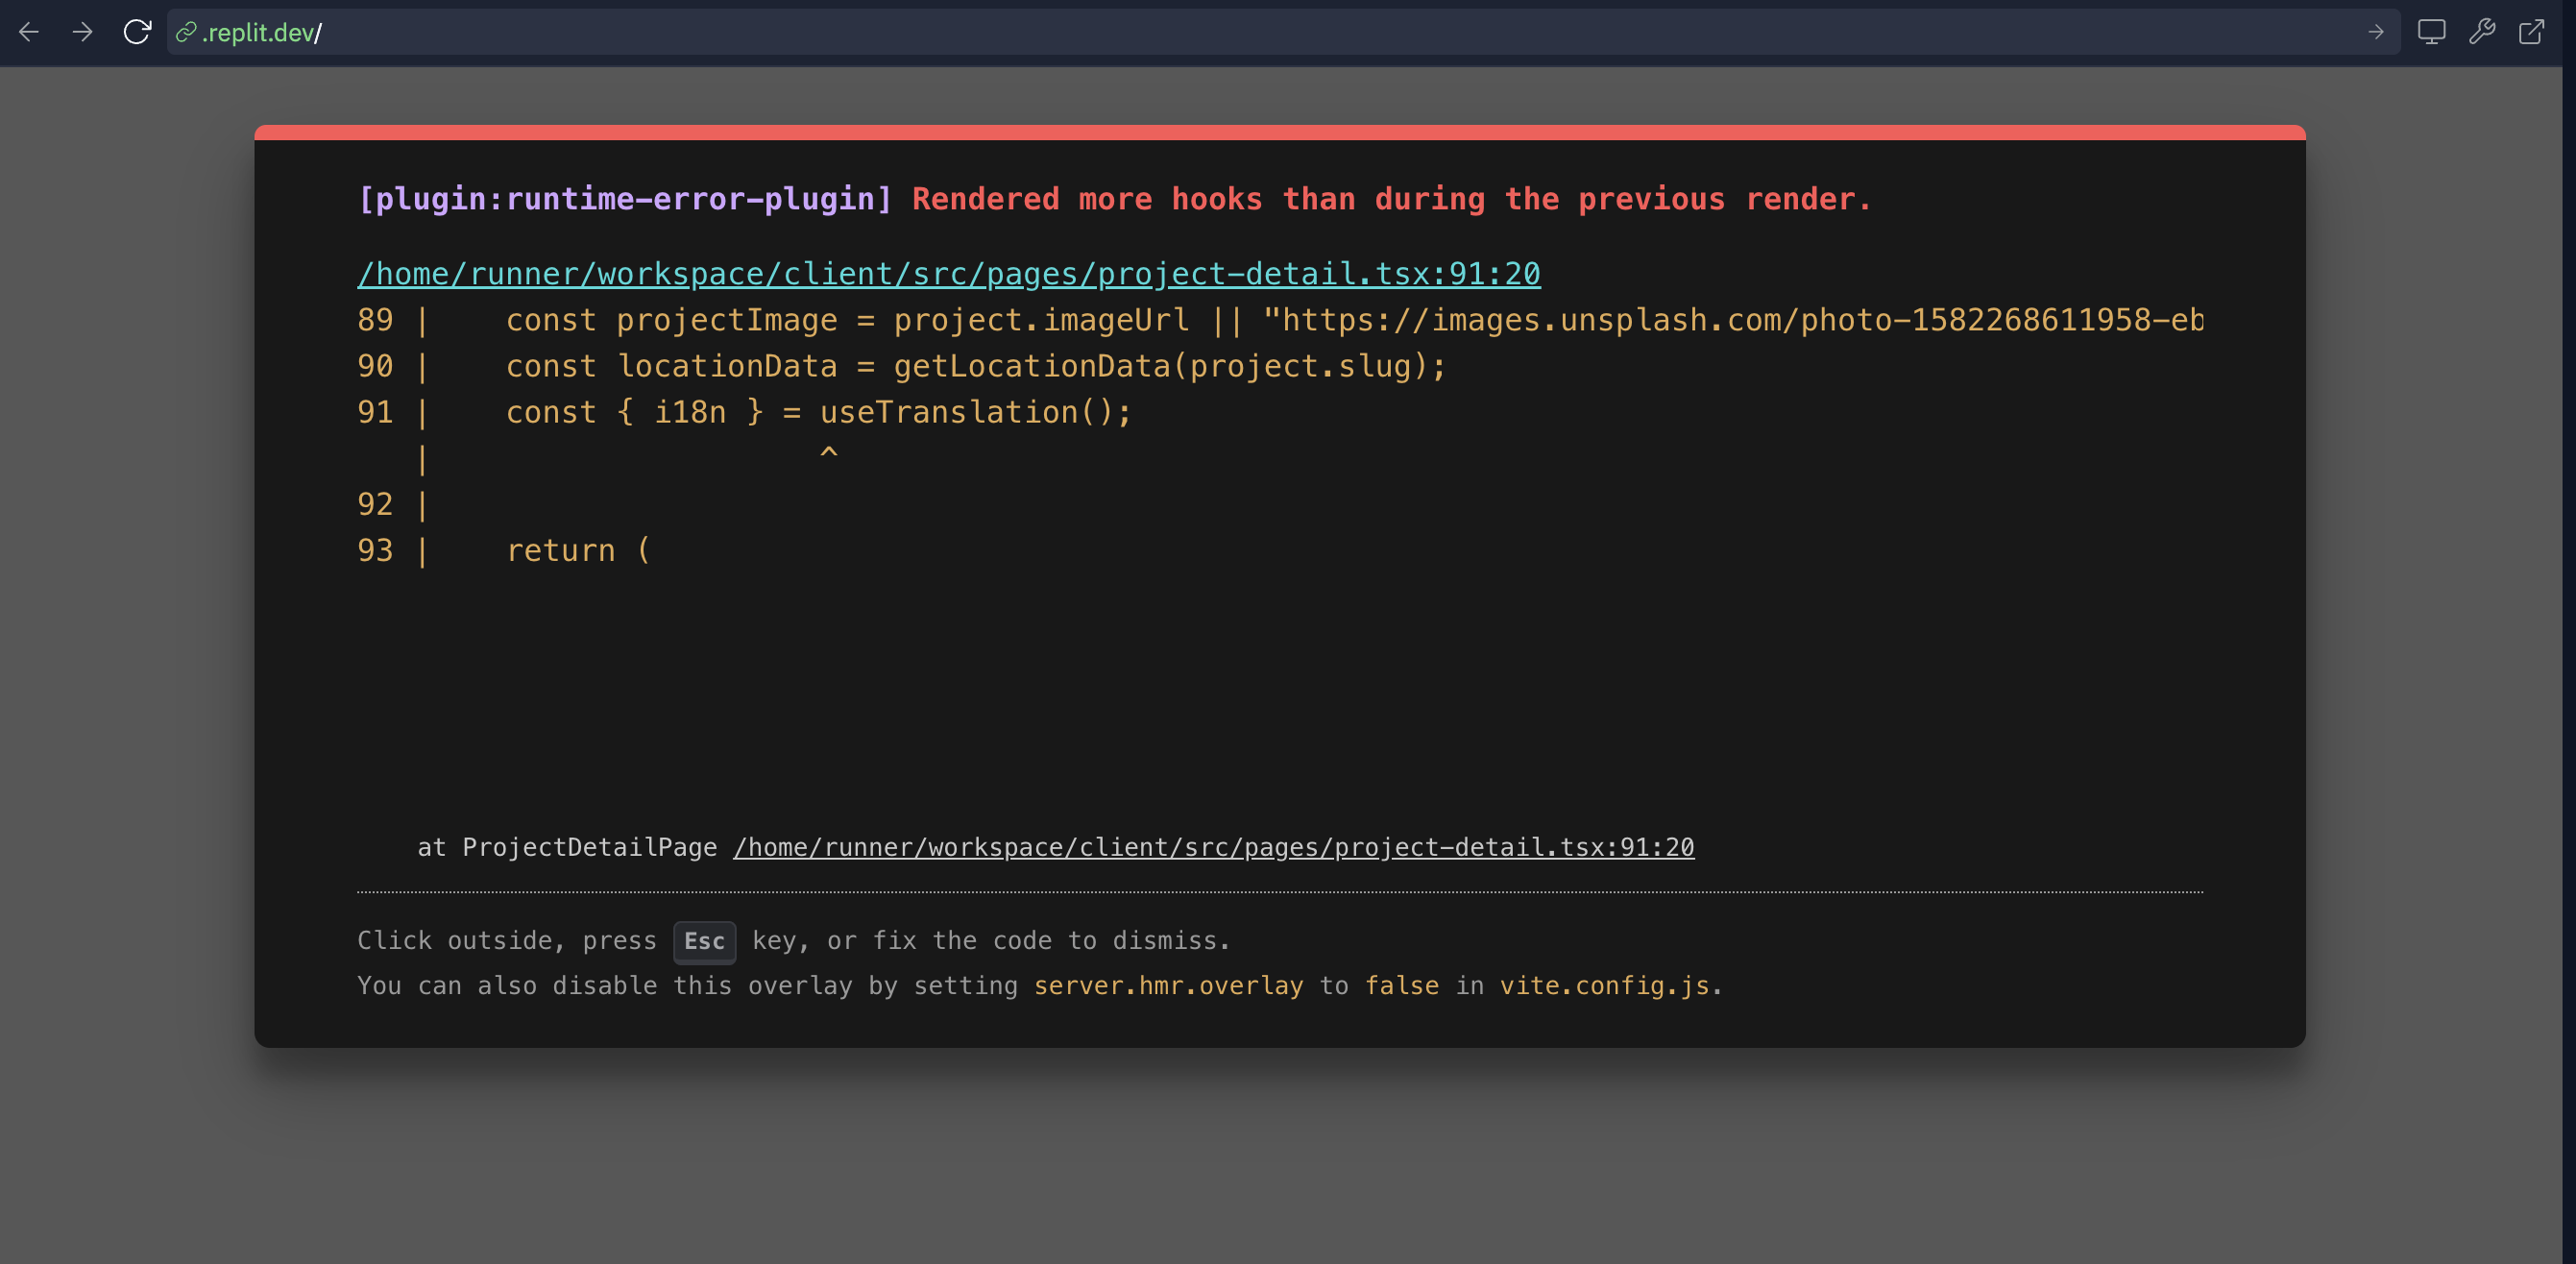 .replit.dev/
[plugin:runtime-error-plugin] Rendered more hooks than during the previous render.
/home/runner/workspace/client/src/pages/project-detail.tsx:91:20
89 |    const projectImage = project.imageUrl || "https://images.unsplash.com/photo-1582268611958-eb
90 |    const locationData = getLocationData(project.slug);
91 |    const { i18n } = useTranslation();
   |                     ^
92 |
93 |    return (
at ProjectDetailPage /home/runner/workspace/client/src/pages/project-detail.tsx:91:20
Click outside, press Esc key, or fix the code to dismiss.
You can also disable this overlay by setting server.hmr.overlay to false in vite.config.js.